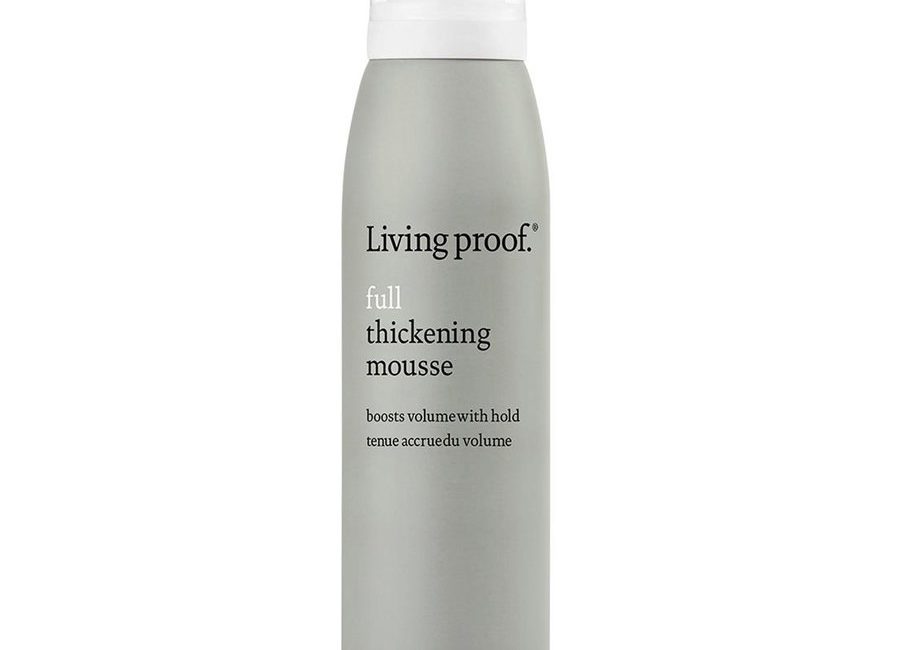 Living proof.®
full
thickening
mousse
boosts volume with hold
tenue accrue du volume